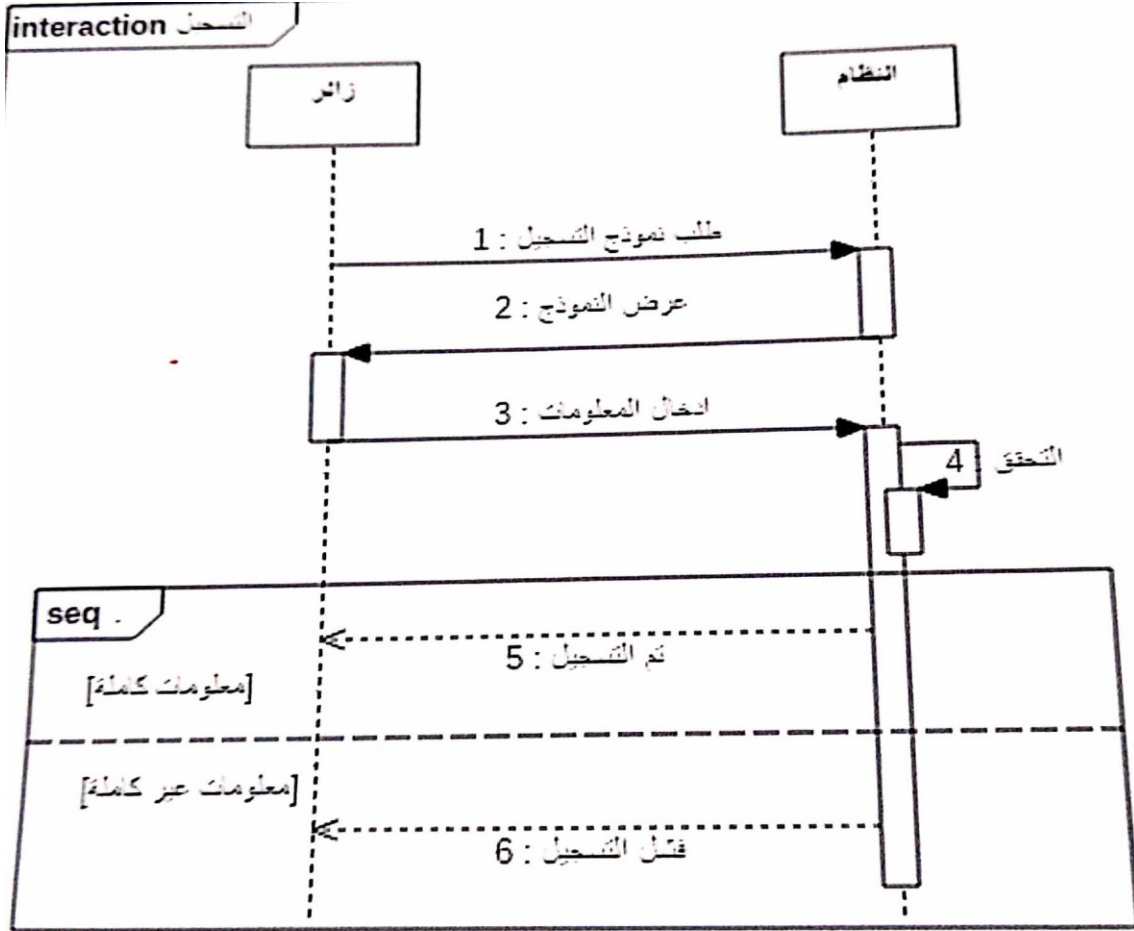 interaction التسجيل
زائر
النظام
1 : طلب نموذج التسجيل
2 : عرض النموذج
3 : ادخال المعلومات
4 التحقق
seq .
5 : تم التسجيل
[معلومات كاملة]
[معلومات غير كاملة]
6 : فشل التسجيل